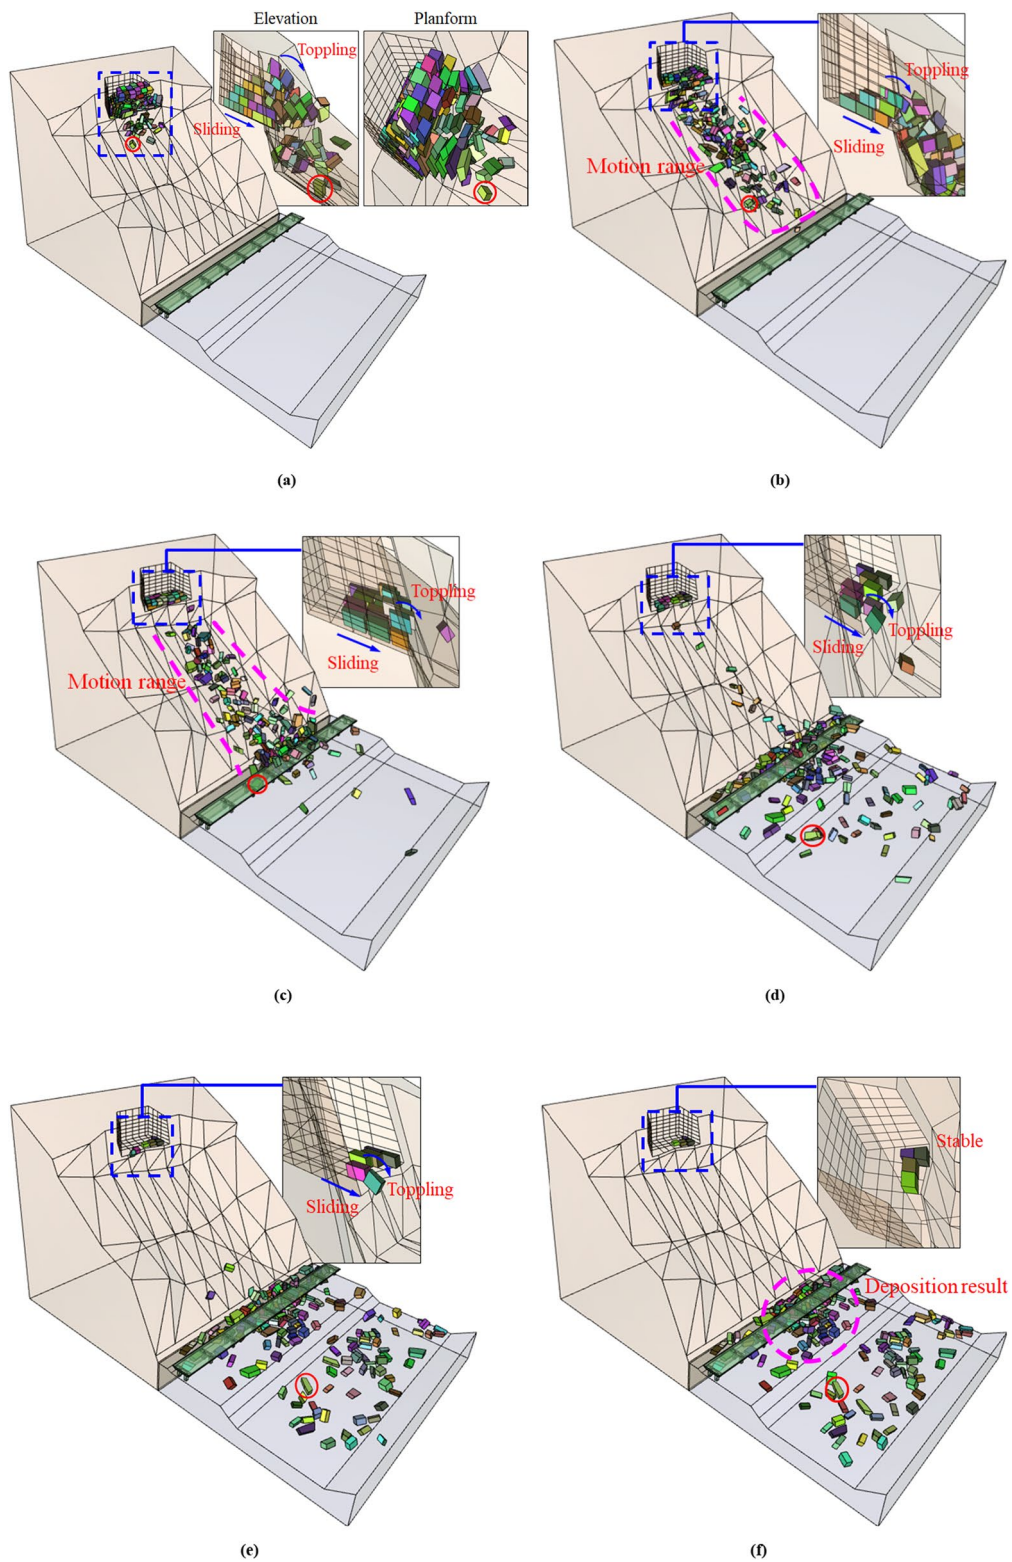 Elevation
Planform
Toppling
Sliding
(a)
Toppling
Sliding
Motion range
(b)
Toppling
Sliding
Motion range
(c)
Sliding
Toppling
(d)
Sliding
Toppling
(e)
Stable
Deposition result
(f)